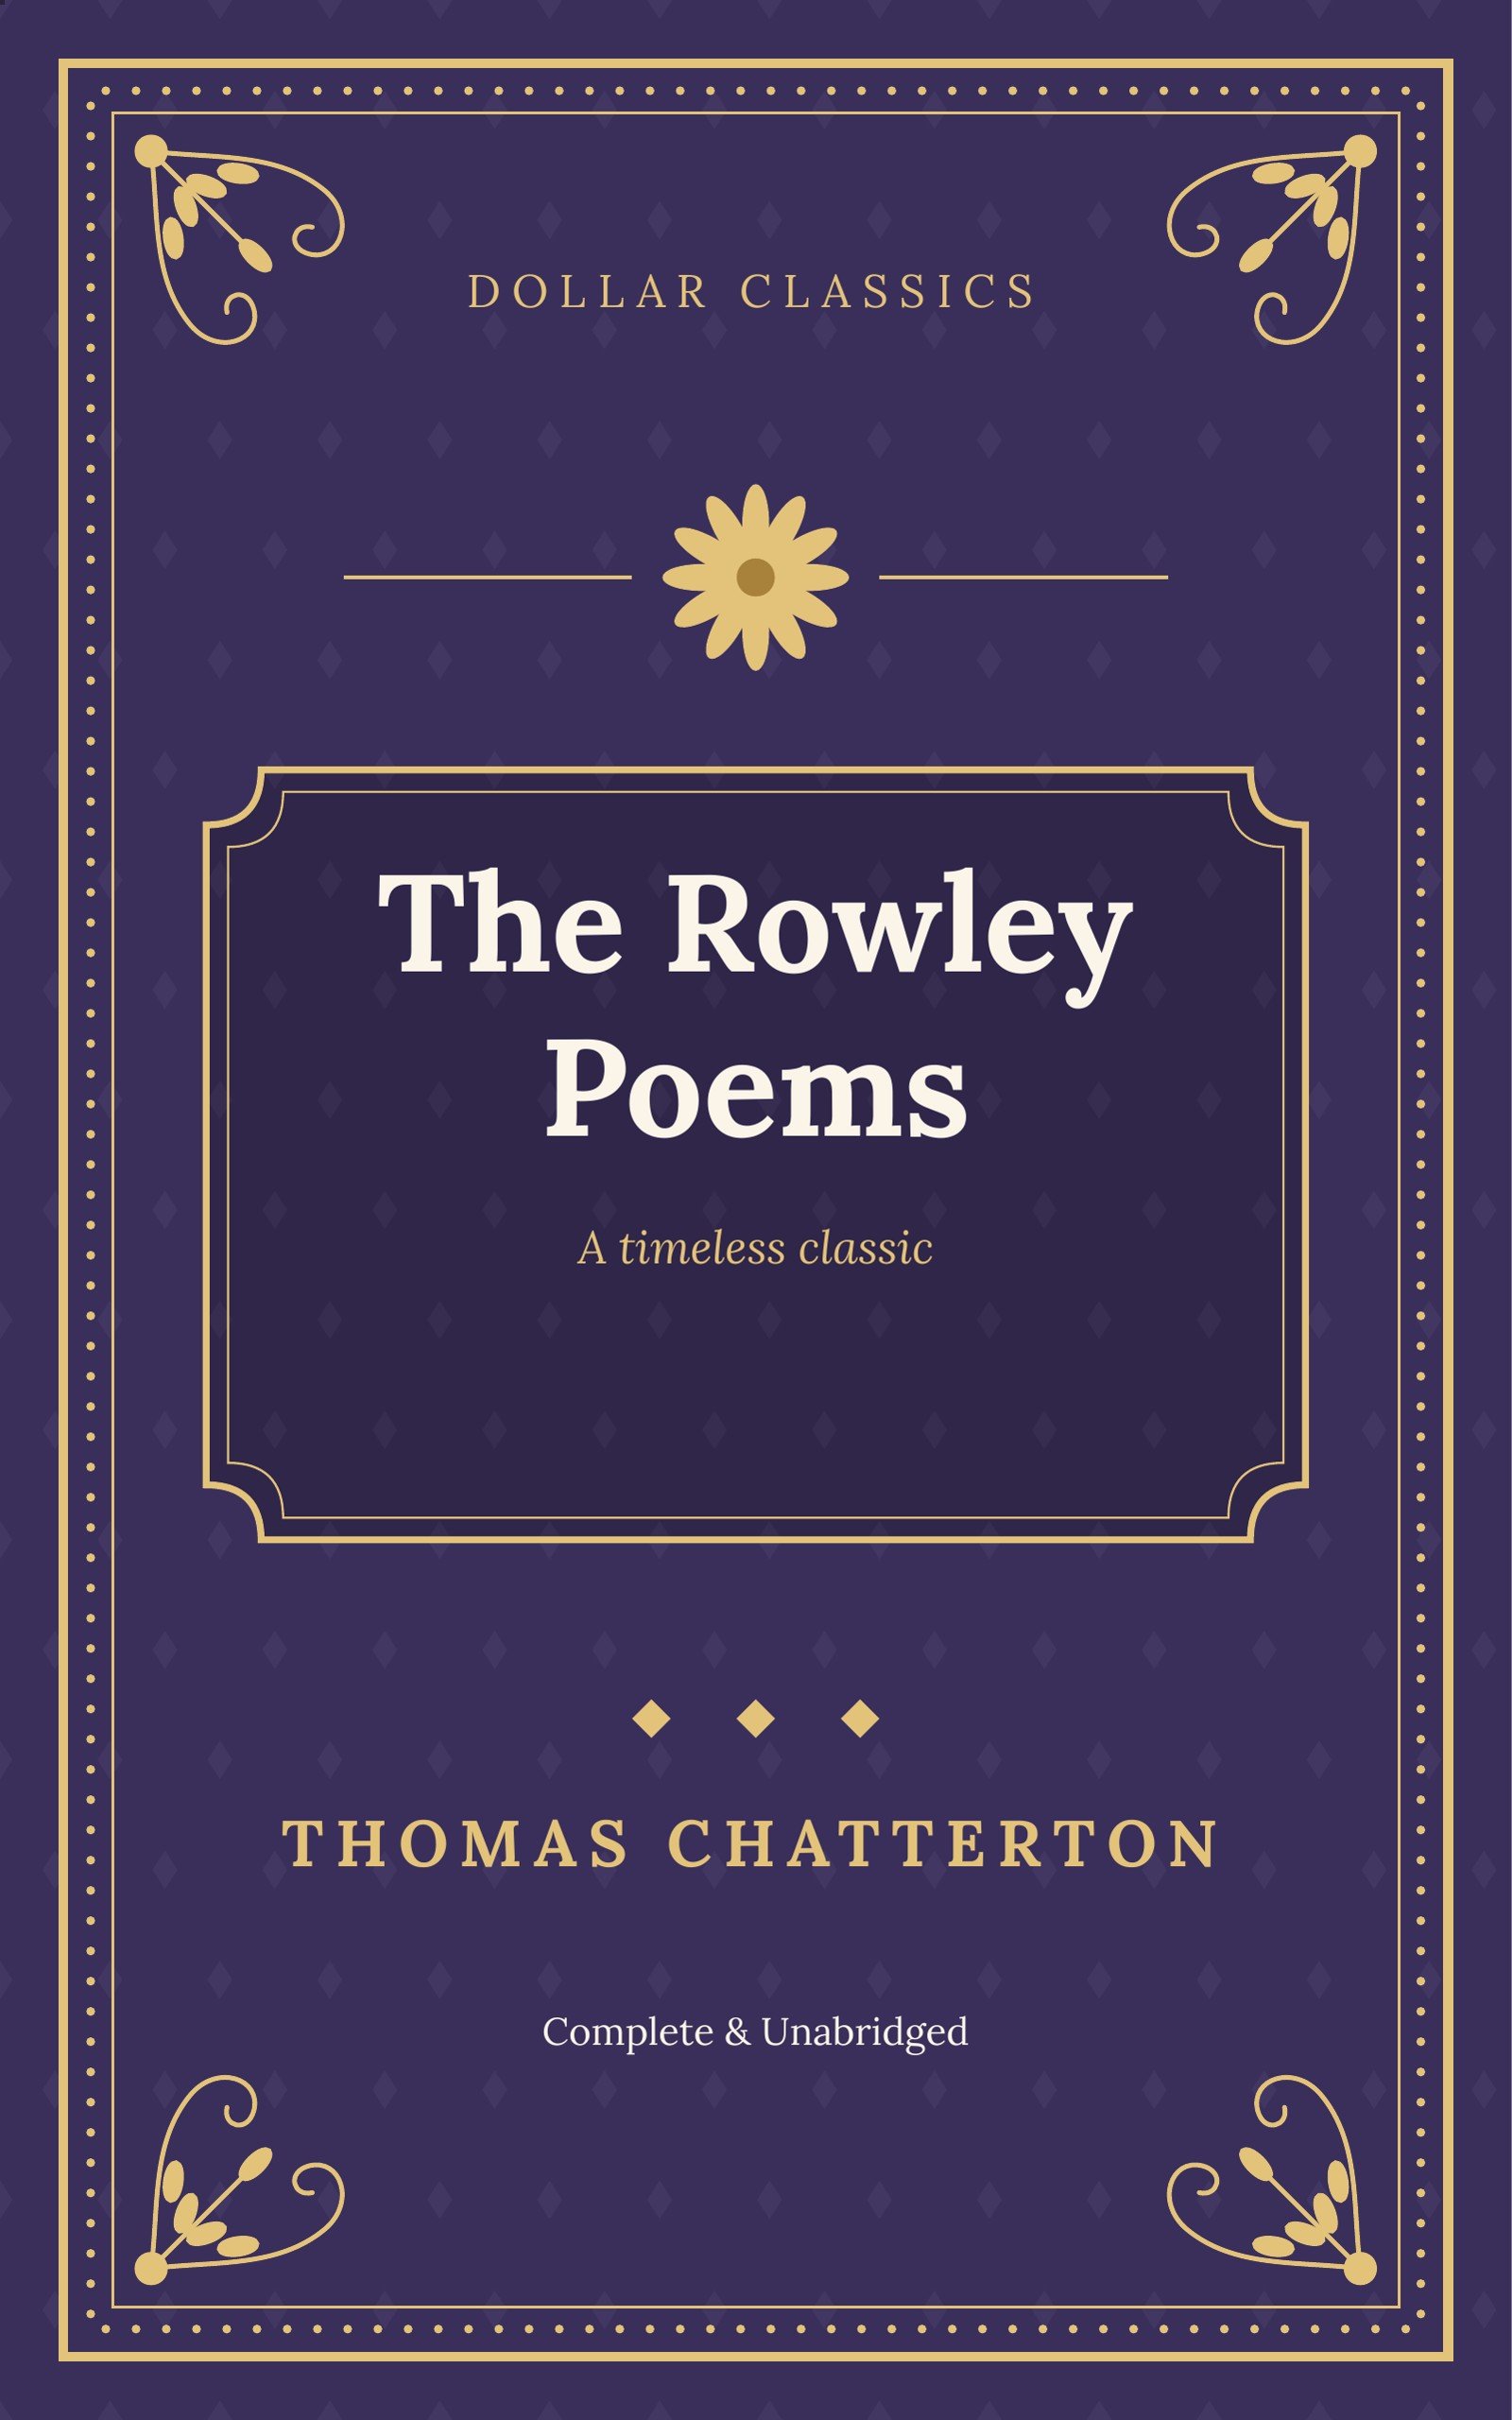 DOLLAR CLASSICS
The Rowley
Poems
A timeless classic
THOMAS CHATTERTON
Complete & Unabridged